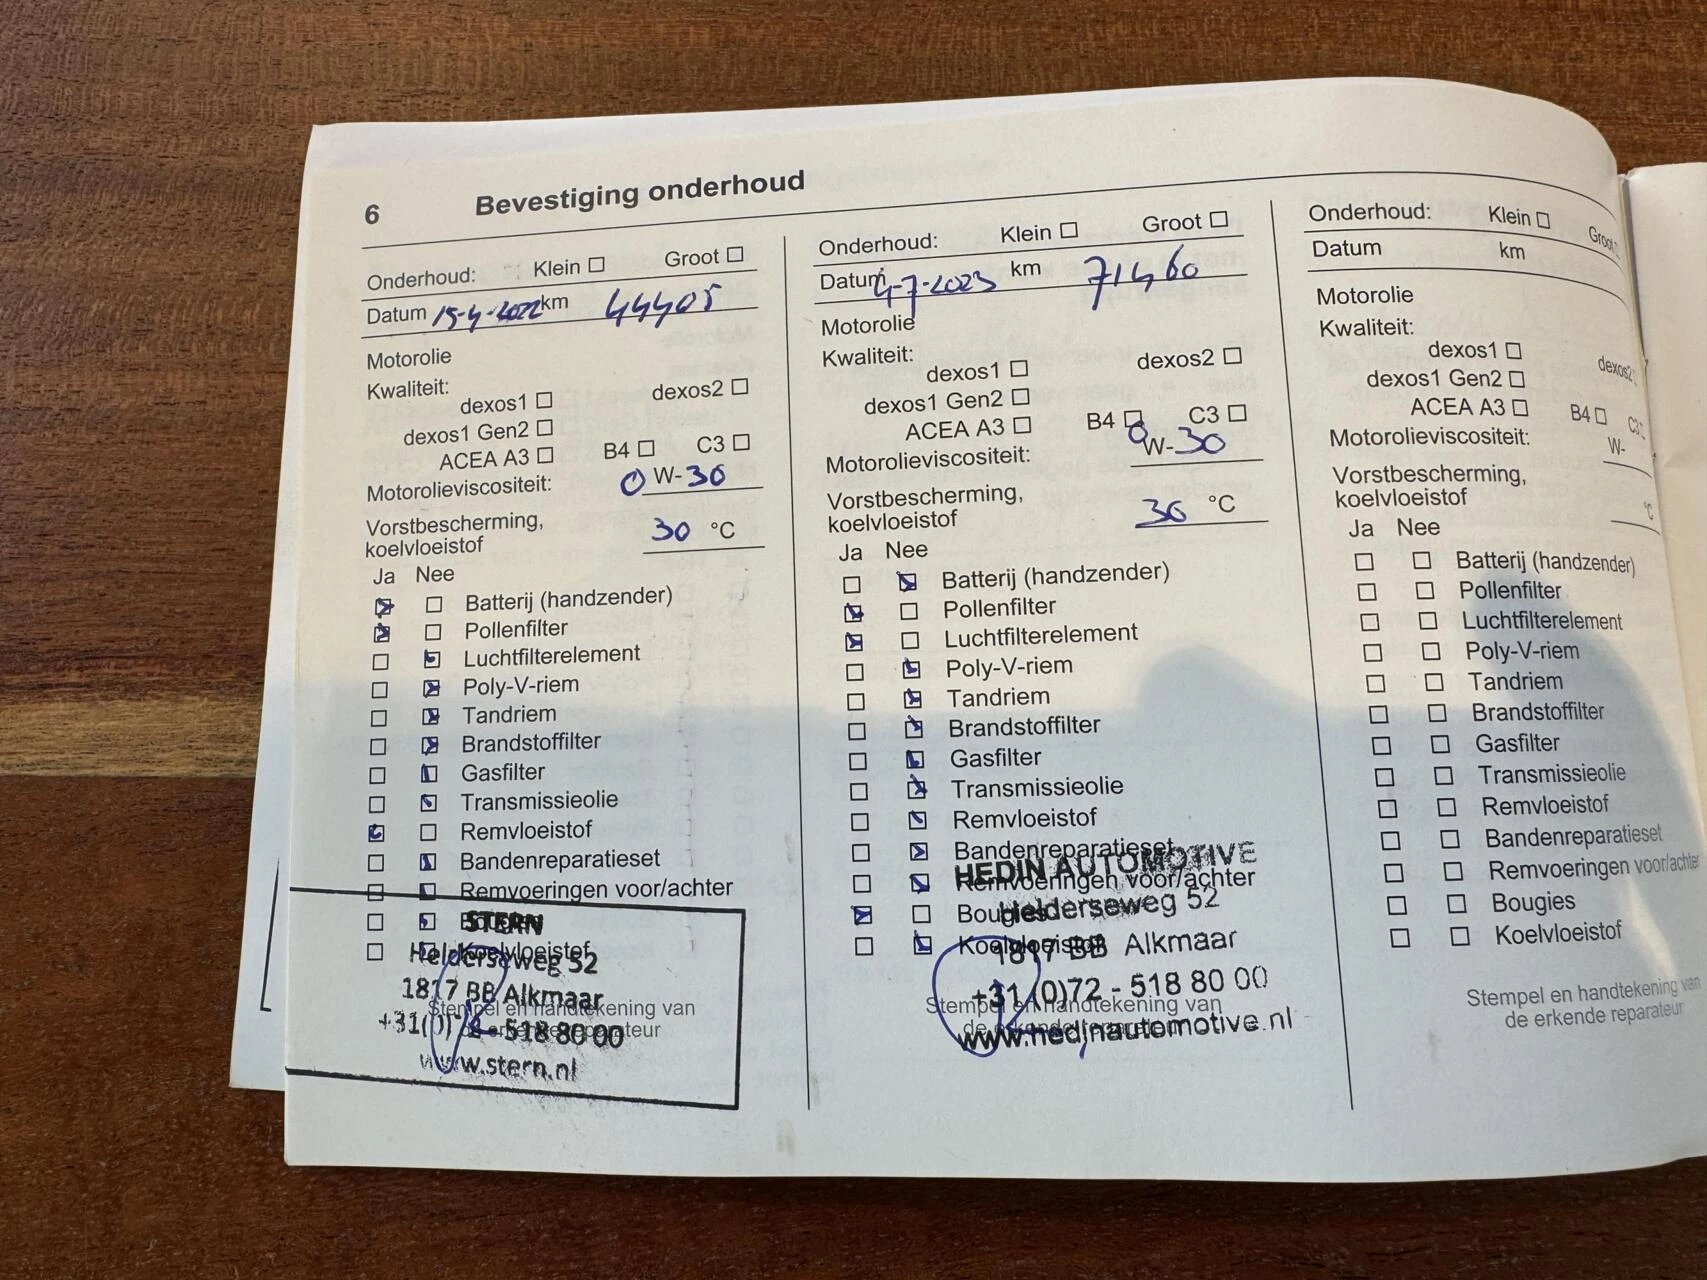 6 Bevestiging onderhoud
Onderhoud: Klein Groot
Datum 15-4-2022 km 44405
Motorolie
Kwaliteit:
dexos1 dexos2
dexos1 Gen2
ACEA A3 B4 C3
Motorolieviscositeit: 0 W-30
Vorstbescherming,
koelvloeistof 30 °C
Ja Nee
Batterij (handzender)
Pollenfilter
Luchtfilterelement
Poly-V-riem
Tandriem
Brandstoffilter
Gasfilter
Transmissieolie
Remvloeistof
Bandenreparatieset
Remvoeringen voor/achter
Bougies
Koelvloeistof
Stempel en handtekening van
de erkende reparateur
STERN
Helderseweg 52
1817 BB Alkmaar
+31(0)72 - 518 80 00
www.stern.nl
Onderhoud: Klein Groot
Datum 4-7-2023 km 71460
Motorolie
Kwaliteit:
dexos1 dexos2
dexos1 Gen2
ACEA A3 B4 C3
Motorolieviscositeit: 0 W-30
Vorstbescherming,
koelvloeistof 30 °C
Ja Nee
Batterij (handzender)
Pollenfilter
Luchtfilterelement
Poly-V-riem
Tandriem
Brandstoffilter
Gasfilter
Transmissieolie
Remvloeistof
Bandenreparatieset
Remvoeringen voor/achter
Bougies
Koelvloeistof
Stempel en handtekening van
de erkende reparateur
HEDIN AUTOMOTIVE
Helderseweg 52
1817 BB Alkmaar
+31 (0)72 - 518 80 00
www.hedinautomotive.nl
Onderhoud: Klein Groot
Datum km
Motorolie
Kwaliteit:
dexos1 dexos2
dexos1 Gen2
ACEA A3 B4 C3
Motorolieviscositeit: W-
Vorstbescherming,
koelvloeistof °C
Ja Nee
Batterij (handzender)
Pollenfilter
Luchtfilterelement
Poly-V-riem
Tandriem
Brandstoffilter
Gasfilter
Transmissieolie
Remvloeistof
Bandenreparatieset
Remvoeringen voor/achter
Bougies
Koelvloeistof
Stempel en handtekening van
de erkende reparateur